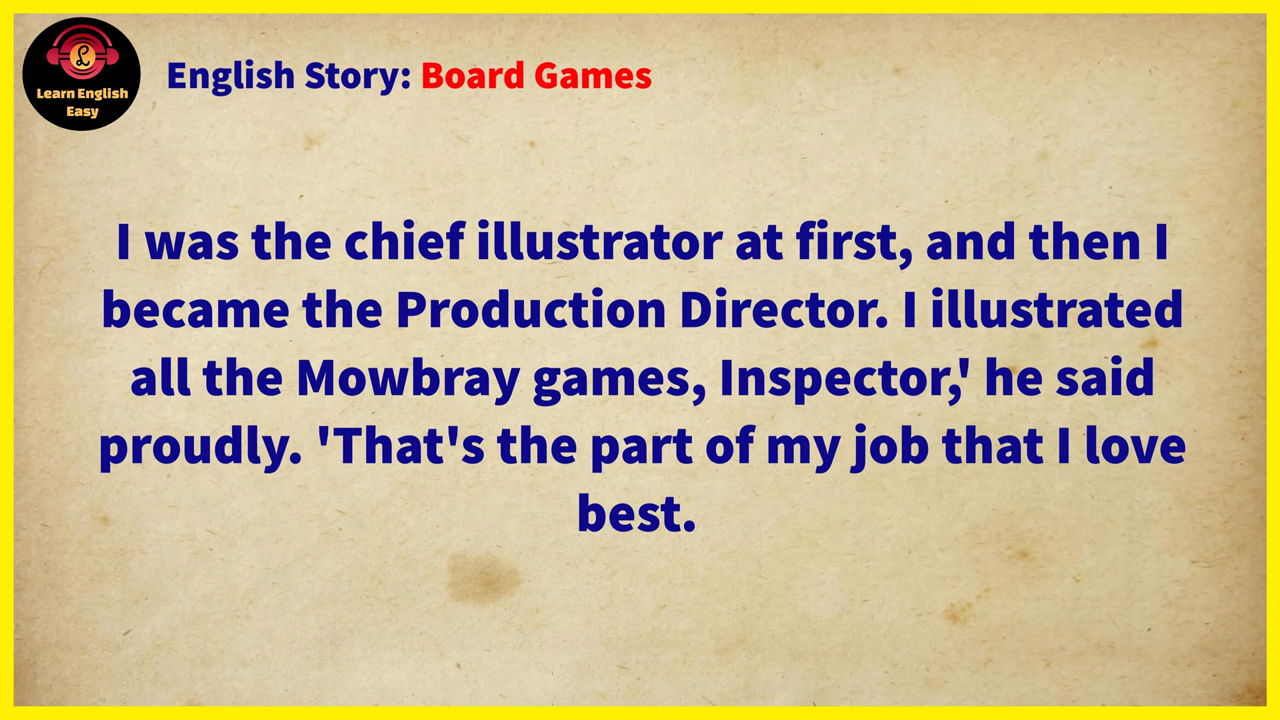 Learn English
Easy
English Story: Board Games
I was the chief illustrator at first, and then I
became the Production Director. I illustrated
all the Mowbray games, Inspector,' he said
proudly. 'That's the part of my job that I love
best.